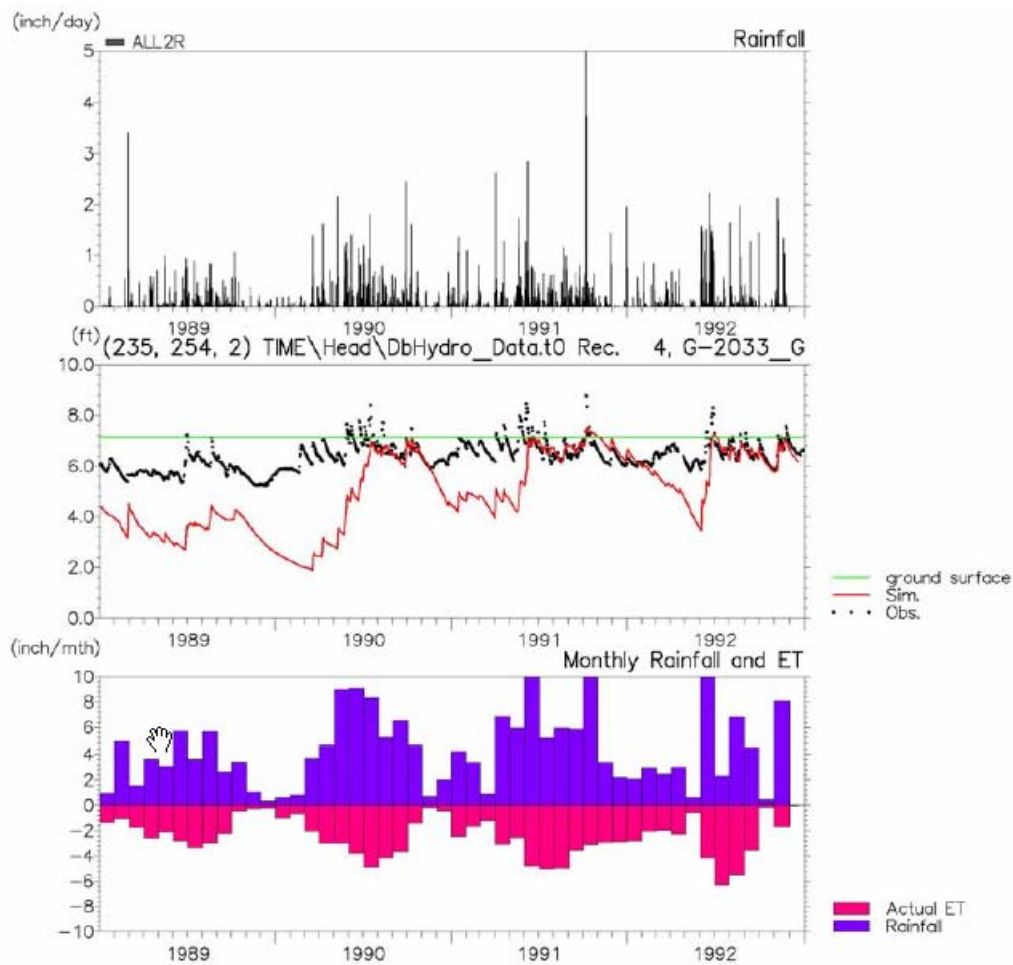 (inch/day)
ALL2R
Rainfall
5
4
3
2
1
0
1989 1990 1991 1992
(ft)
(235, 254, 2) TIME\Head\DbHydro_Data.t0 Rec. 4, G-2033_G
10.0
8.0
6.0
4.0
2.0
0.0
1989 1990 1991 1992
ground surface
Sim.
Obs.
(inch/mth)
Monthly Rainfall and ET
10
8
6
4
2
0
-2
-4
-6
-8
-10
1989 1990 1991 1992
Actual ET
Rainfall